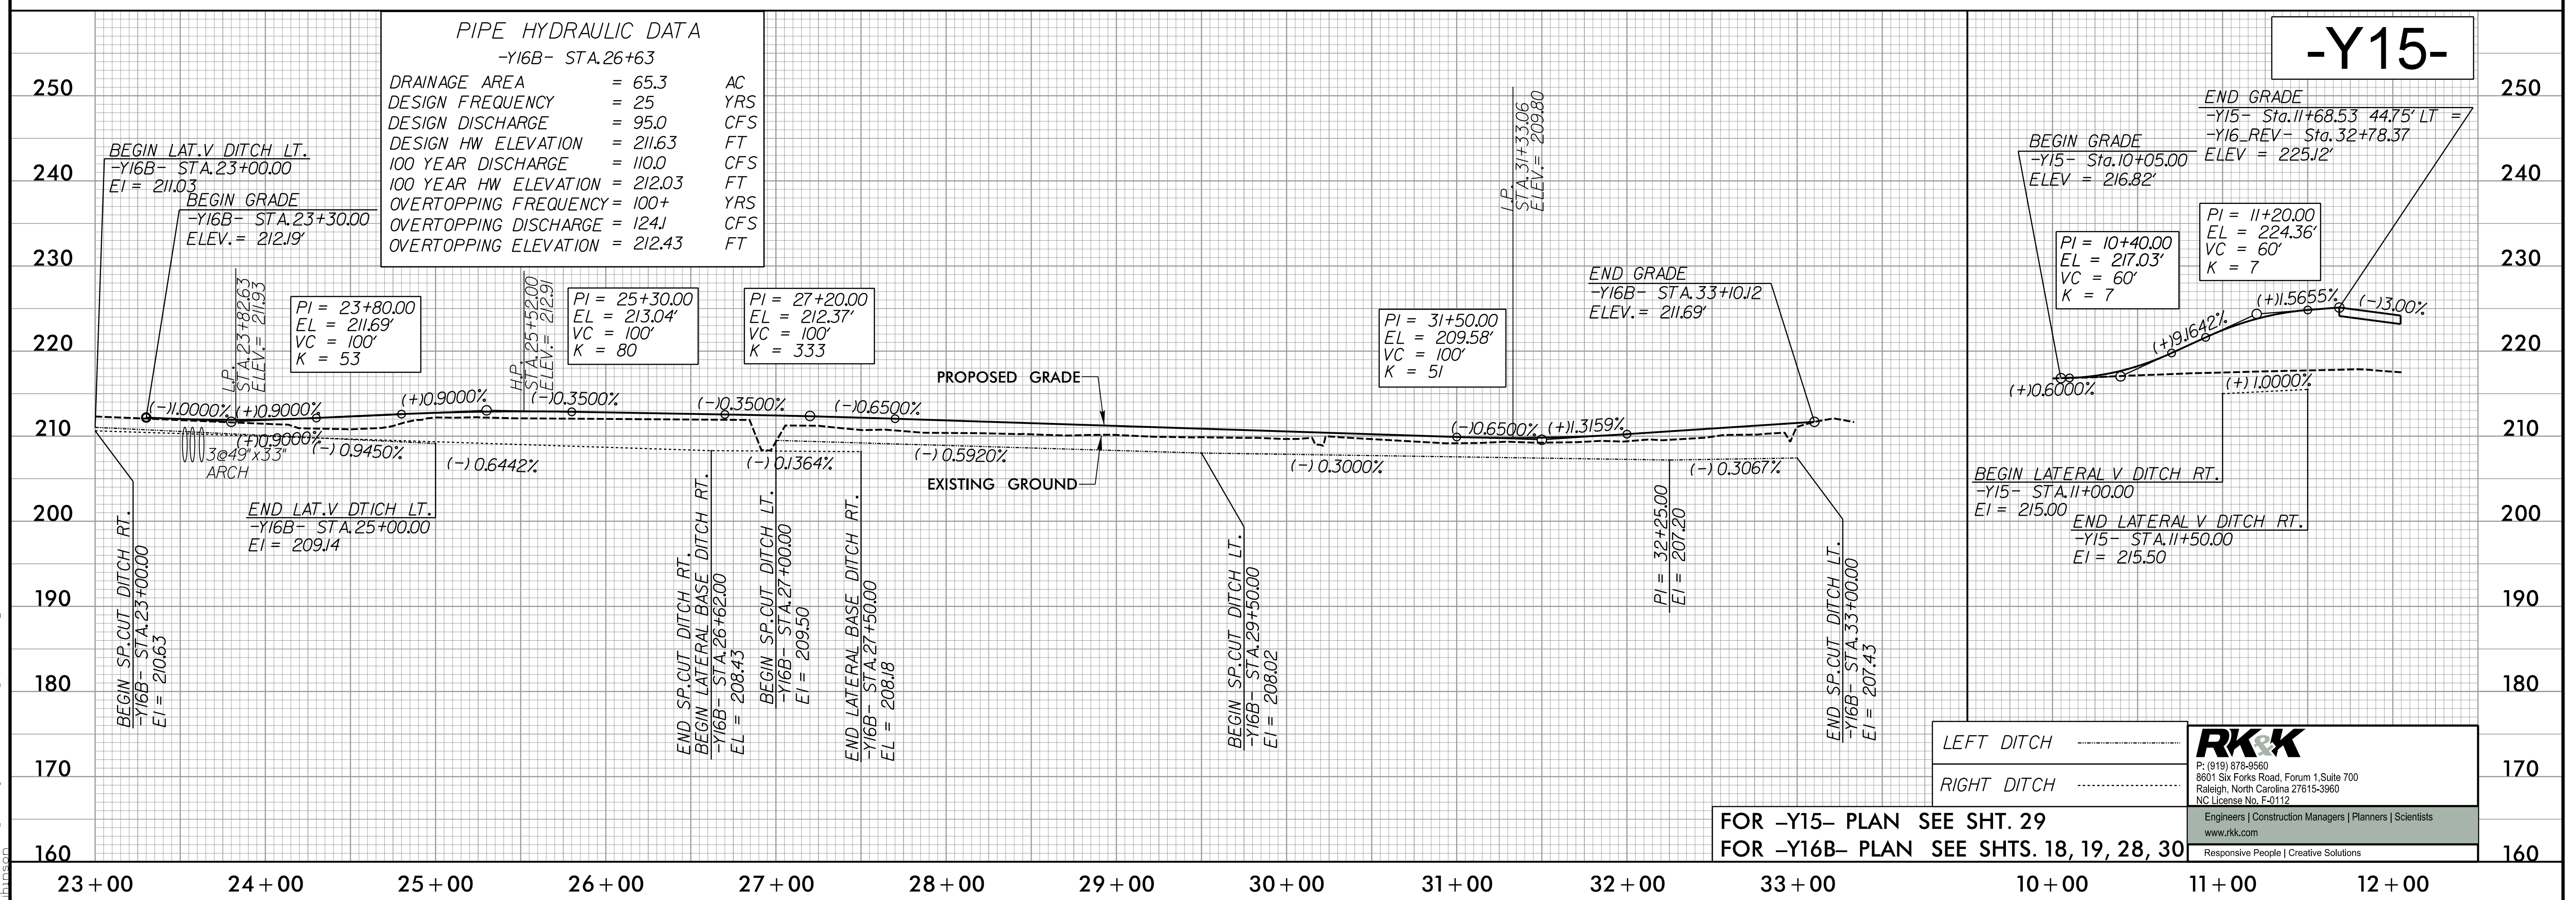 PIPE HYDRAULIC DATA
-Y16B- STA.26+63
DRAINAGE AREA = 65.3 AC
DESIGN FREQUENCY = 25 YRS
DESIGN DISCHARGE = 95.0 CFS
DESIGN HW ELEVATION = 211.63 FT
100 YEAR DISCHARGE = 110.0 CFS
100 YEAR HW ELEVATION = 212.03 FT
OVERTOPPING FREQUENCY = 100+ YRS
OVERTOPPING DISCHARGE = 124.1 CFS
OVERTOPPING ELEVATION = 212.43 FT
-Y15-
250
240
230
220
210
200
190
180
170
160
BEGIN LAT.V DITCH LT.
-Y16B- STA.23+00.00
EI = 211.03
BEGIN GRADE
-Y16B- STA.23+30.00
ELEV.= 212.19'
L.P.
STA.23+82.63
ELEV.= 211.93
PI = 23+80.00
EL = 211.69'
VC = 100'
K = 53
H.P.
STA.25+52.00
ELEV.= 212.91
PI = 25+30.00
EL = 213.04'
VC = 100'
K = 80
PI = 27+20.00
EL = 212.37'
VC = 100'
K = 333
L.P.
STA.31+33.06
ELEV.= 209.80
PI = 31+50.00
EL = 209.58'
VC = 100'
K = 51
END GRADE
-Y16B- STA.33+10.12
ELEV.= 211.69'
(-)1.0000%
(+)0.9000%
(+)0.9000%
(-)0.3500%
(-)0.3500%
(-)0.6500%
(-)0.6500%
(+)1.3159%
PROPOSED GRADE
EXISTING GROUND
(+)0.9000%
(-)0.9450%
(-)0.6442%
(-)0.1364%
(-)0.5920%
(-)0.3000%
(-)0.3067%
3@49"x33"
ARCH
END LAT.V DTICH LT.
-Y16B- STA.25+00.00
EI = 209.14
BEGIN SP.CUT DITCH RT.
-Y16B- STA.23+00.00
EI = 210.63
END SP.CUT DITCH RT.
BEGIN LATERAL BASE DITCH RT.
-Y16B- STA.26+62.00
EL = 208.43
BEGIN SP.CUT DITCH LT.
-Y16B- STA.27+00.00
EI = 209.50
END LATERAL BASE DITCH RT.
-Y16B- STA.27+50.00
EL = 208.18
BEGIN SP.CUT DITCH LT.
-Y16B- STA.29+50.00
EI = 208.02
PI = 32+25.00
EI = 207.20
END SP.CUT DITCH LT.
-Y16B- STA.33+00.00
EI = 207.43
BEGIN GRADE
-Y15- Sta.10+05.00
ELEV = 216.82'
END GRADE
-Y15- Sta.11+68.53 44.75' LT =
-Y16_REV- Sta.32+78.37
ELEV = 225.12'
PI = 10+40.00
EL = 217.03'
VC = 60'
K = 7
PI = 11+20.00
EL = 224.36'
VC = 60'
K = 7
(+)0.6000%
(+)9.1642%
(+)1.5655%
(-)3.00%
(+)1.0000%
BEGIN LATERAL V DITCH RT.
-Y15- STA.11+00.00
EI = 215.00
END LATERAL V DITCH RT.
-Y15- STA.11+50.00
EI = 215.50
250
240
230
220
210
200
190
180
170
160
LEFT DITCH
RIGHT DITCH
RK&K
P: (919) 878-9560
8601 Six Forks Road, Forum 1,Suite 700
Raleigh, North Carolina 27615-3960
NC License No. F-0112
Engineers | Construction Managers | Planners | Scientists
www.rkk.com
Responsive People | Creative Solutions
FOR –Y15– PLAN SEE SHT. 29
FOR –Y16B– PLAN SEE SHTS. 18, 19, 28, 30
23+00 24+00 25+00 26+00 27+00 28+00 29+00 30+00 31+00 32+00 33+00 10+00 11+00 12+00